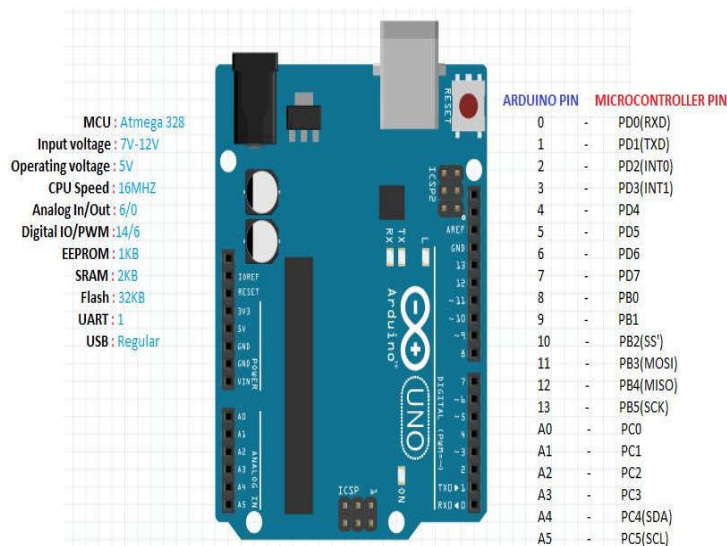 MCU : Atmega 328
Input voltage : 7V-12V
Operating voltage : 5V
CPU Speed : 16MHZ
Analog In/Out : 6/0
Digital IO/PWM :14/6
EEPROM : 1KB
SRAM : 2KB
Flash : 32KB
UART : 1
USB : Regular
RESET
ICSP2
AREF
GND
13
12
~11
~10
~9
8
7
~6
~5
4
~3
2
TXD▶1
RXD◀0
DIGITAL (PWM=~)
RX
TX
L
Arduino™
UNO
ON
IOREF
RESET
3V3
5V
GND
GND
VIN
POWER
A0
A1
A2
A3
A4
A5
ANALOG IN
ICSP
1
ARDUINO PIN MICROCONTROLLER PIN
0 - PD0(RXD)
1 - PD1(TXD)
2 - PD2(INT0)
3 - PD3(INT1)
4 - PD4
5 - PD5
6 - PD6
7 - PD7
8 - PB0
9 - PB1
10 - PB2(SS')
11 - PB3(MOSI)
12 - PB4(MISO)
13 - PB5(SCK)
A0 - PC0
A1 - PC1
A2 - PC2
A3 - PC3
A4 - PC4(SDA)
A5 - PC5(SCL)